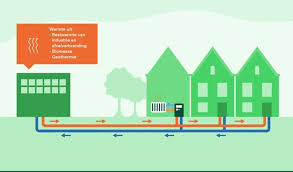 Warmte uit
- Restwarmte van
- Industrie en
afvalverbranding
- Biomassa
- Geothermie